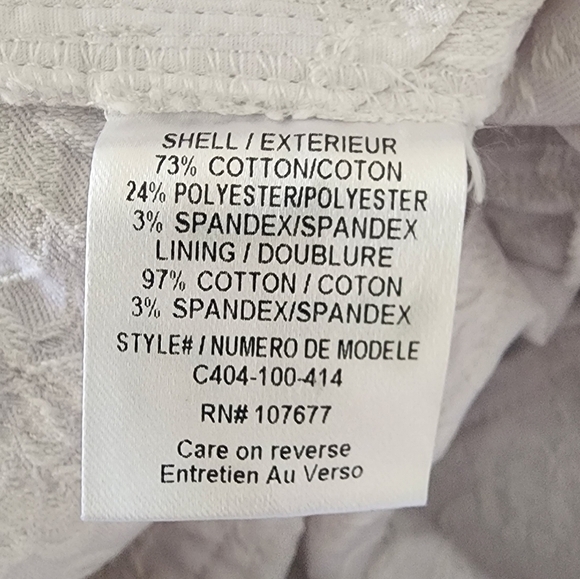 SHELL / EXTERIEUR
73% COTTON/COTON
24% POLYESTER/POLYESTER
3% SPANDEX/SPANDEX
LINING / DOUBLURE
97% COTTON / COTON
3% SPANDEX/SPANDEX
STYLE# / NUMERO DE MODELE
C404-100-414
RN# 107677
Care on reverse
Entretien Au Verso